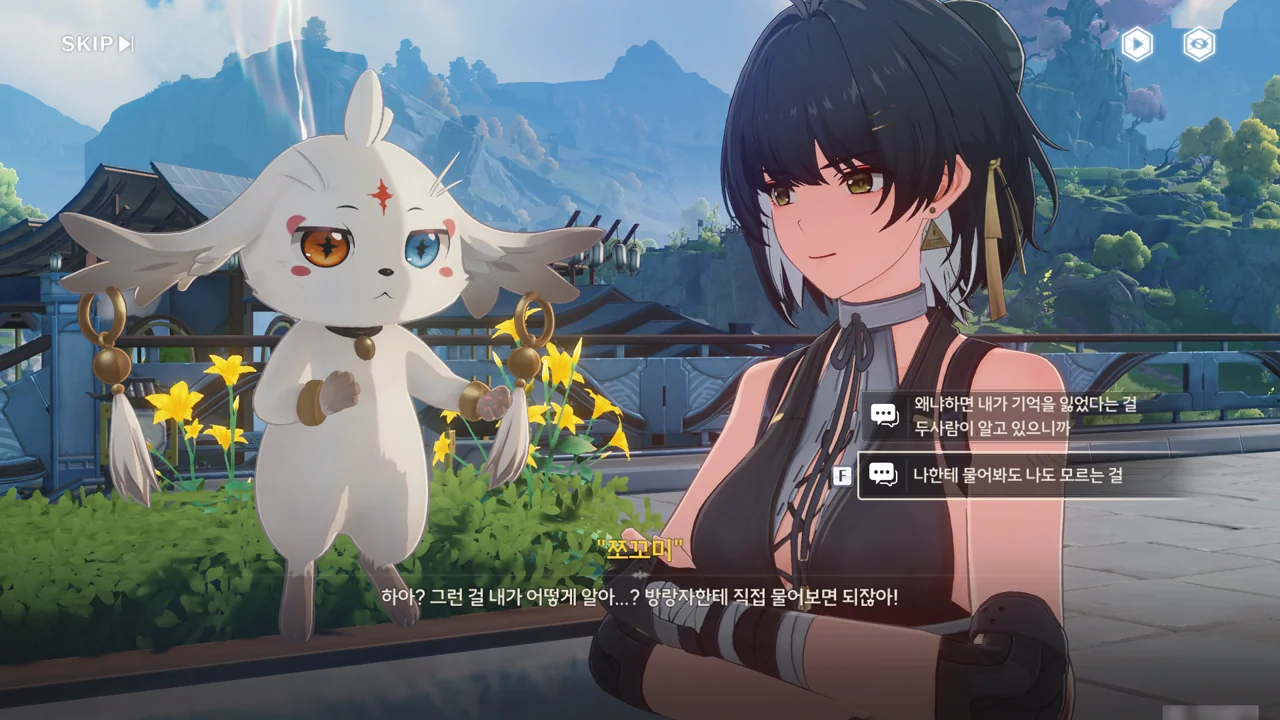 SKIP
왜냐하면 내가 기억을 잃었다는 걸
두사람이 알고 있으니까
F
나한테 물어봐도 나도 모르는 걸
"쪼꼬미"
하아? 그런 걸 내가 어떻게 알아...? 방랑자한테 직접 물어보면 되잖아!